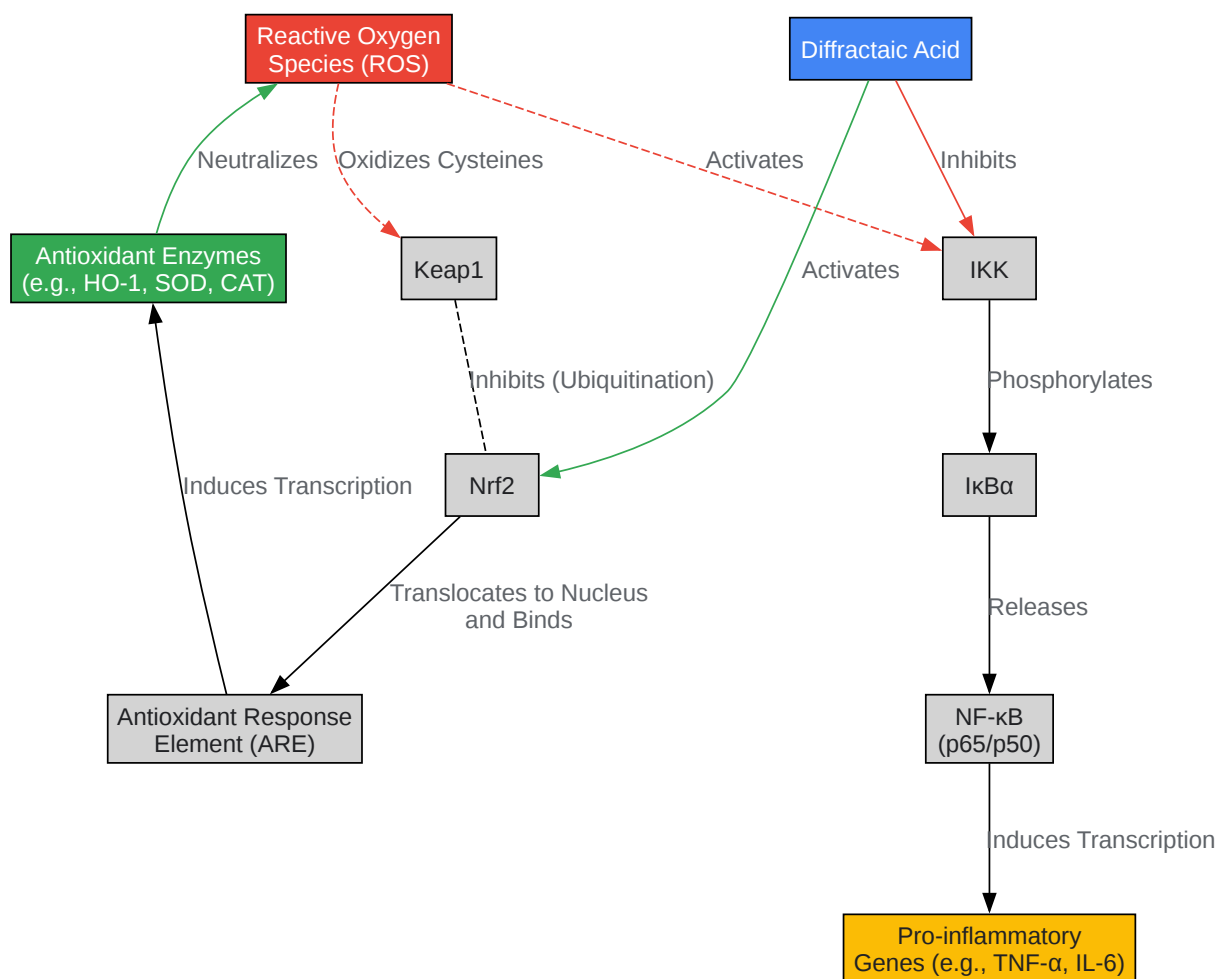 Reactive Oxygen
Species (ROS)
Diffractaic Acid
Neutralizes
Oxidizes Cysteines
Activates
Inhibits
Antioxidant Enzymes
(e.g., HO-1, SOD, CAT)
Keap1
Activates
IKK
Inhibits (Ubiquitination)
Phosphorylates
Induces Transcription
Nrf2
IκBα
Translocates to Nucleus
and Binds
Releases
Antioxidant Response
Element (ARE)
NF-κB
(p65/p50)
Induces Transcription
Pro-inflammatory
Genes (e.g., TNF-α, IL-6)